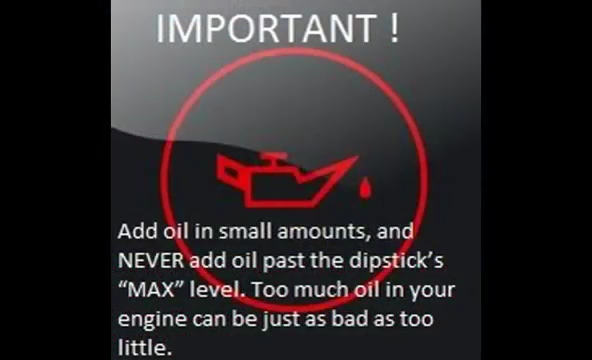 IMPORTANT !
Add oil in small amounts, and
NEVER add oil past the dipstick's
“MAX” level. Too much oil in your
engine can be just as bad as too
little.